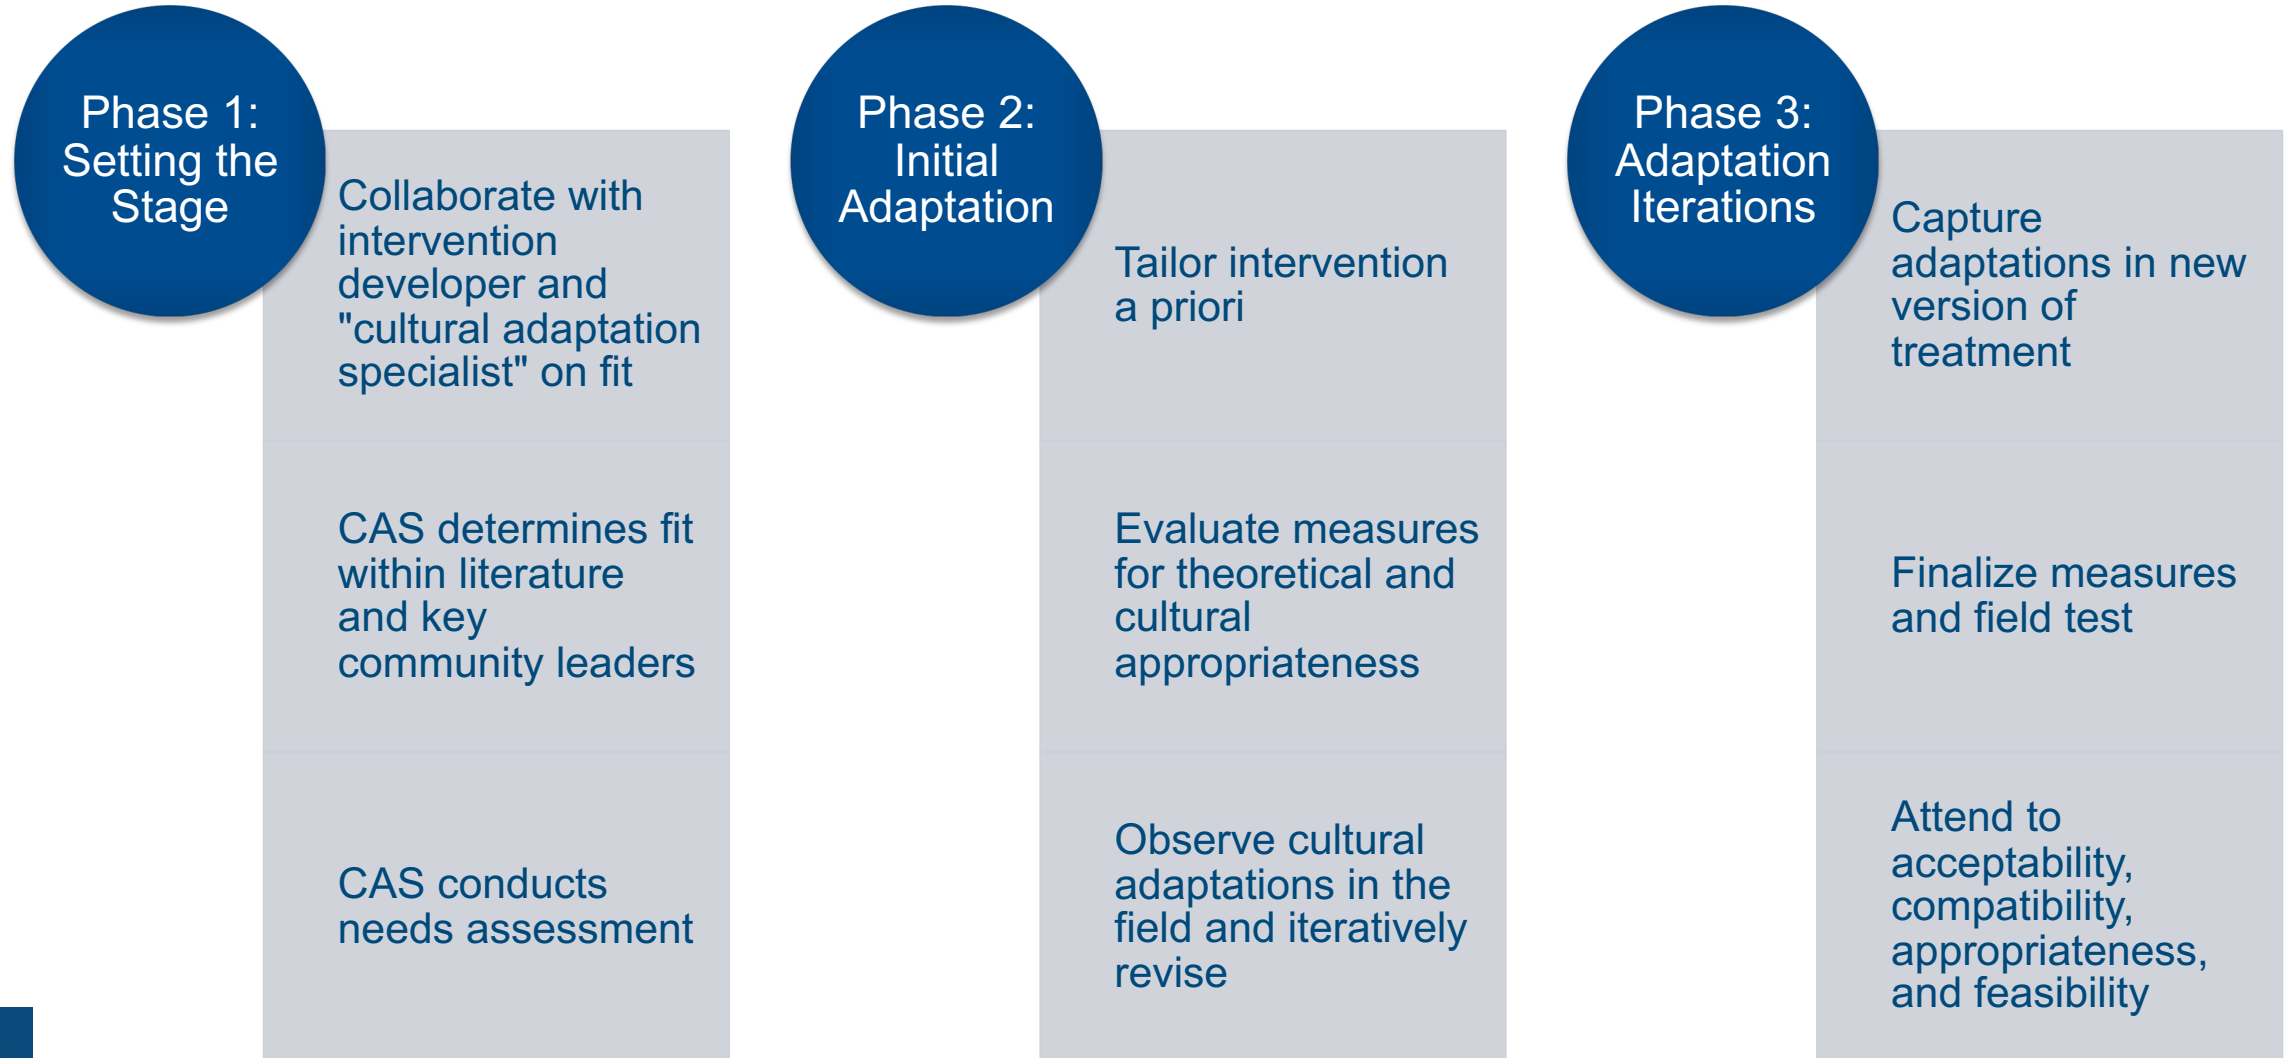 Phase 1:
Setting the
Stage
Collaborate with
intervention
developer and
"cultural adaptation
specialist" on fit
CAS determines fit
within literature
and key
community leaders
CAS conducts
needs assessment
Phase 2:
Initial
Adaptation
Tailor intervention
a priori
Evaluate measures
for theoretical and
cultural
appropriateness
Observe cultural
adaptations in the
field and iteratively
revise
Phase 3:
Adaptation
Iterations
Capture
adaptations in new
version of
treatment
Finalize measures
and field test
Attend to
acceptability,
compatibility,
appropriateness,
and feasibility